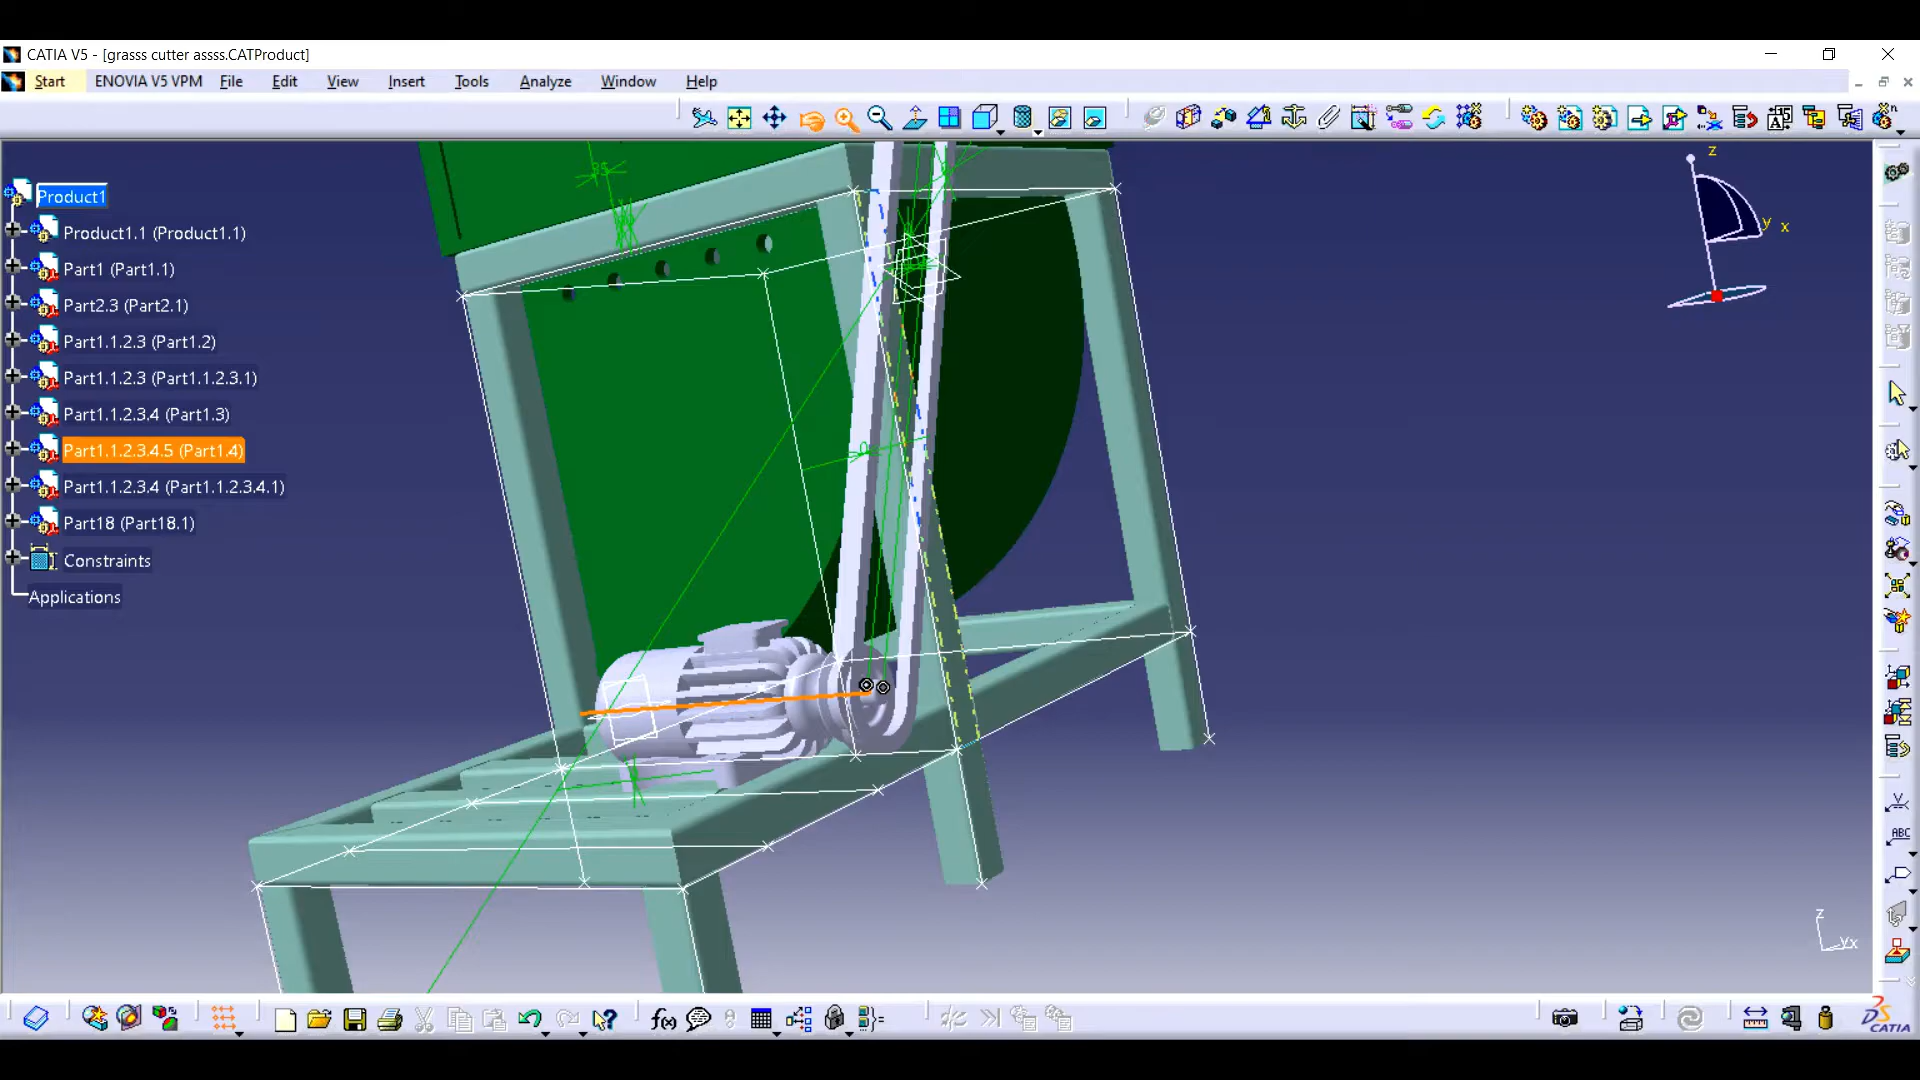 CATIA V5 - [grasss cutter assss.CATProduct]
Start ENOVIA V5 VPM File Edit View Insert Tools Analyze Window Help
z
y
x
Product1
Product1.1 (Product1.1)
Part1 (Part1.1)
Part2.3 (Part2.1)
Part1.1.2.3 (Part1.2)
Part1.1.2.3 (Part1.1.2.3.1)
Part1.1.2.3.4 (Part1.3)
Part1.1.2.3.4.5 (Part1.4)
Part1.1.2.3.4 (Part1.1.2.3.4.1)
Part18 (Part18.1)
Constraints
Applications
ABC
z
yx
f(x)
CATIA